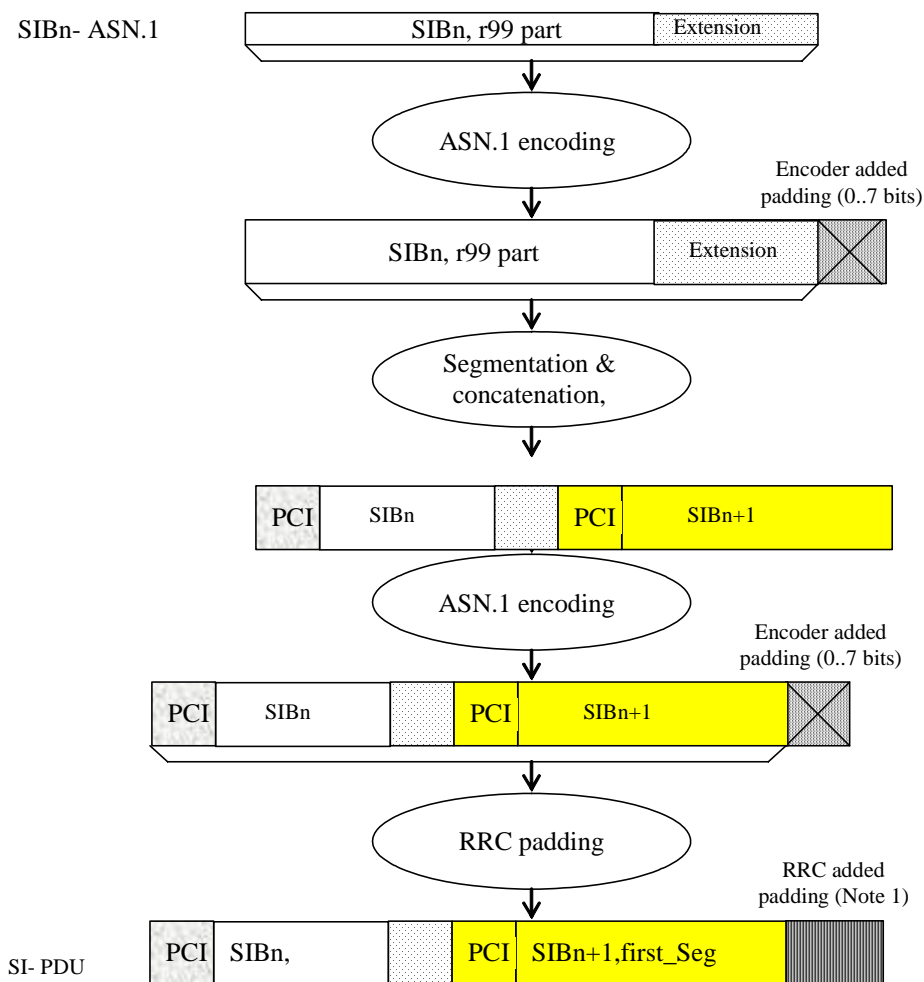 SIBn- ASN.1
SIBn, r99 part
Extension
ASN.1 encoding
Encoder added
padding (0..7 bits)
SIBn, r99 part
Extension
Segmentation &
concatenation,
PCI
SIBn
PCI
SIBn+1
ASN.1 encoding
Encoder added
padding (0..7 bits)
PCI
SIBn
PCI
SIBn+1
RRC padding
RRC added
padding (Note 1)
SI- PDU
PCI
SIBn,
PCI
SIBn+1,first_Seg